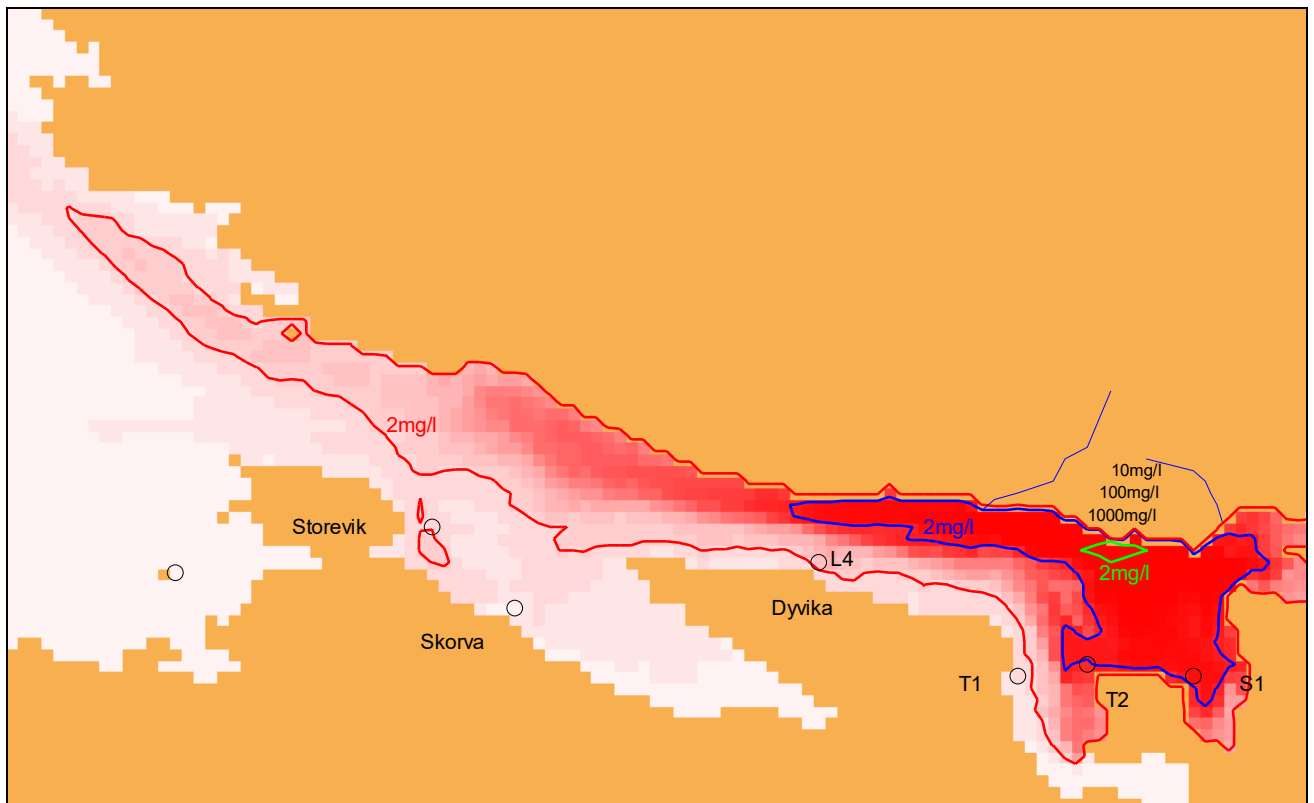 2mg/l
10mg/l
100mg/l
1000mg/l
Storevik
2mg/l
L4
2mg/l
Dyvika
Skorva
T1
S1
T2